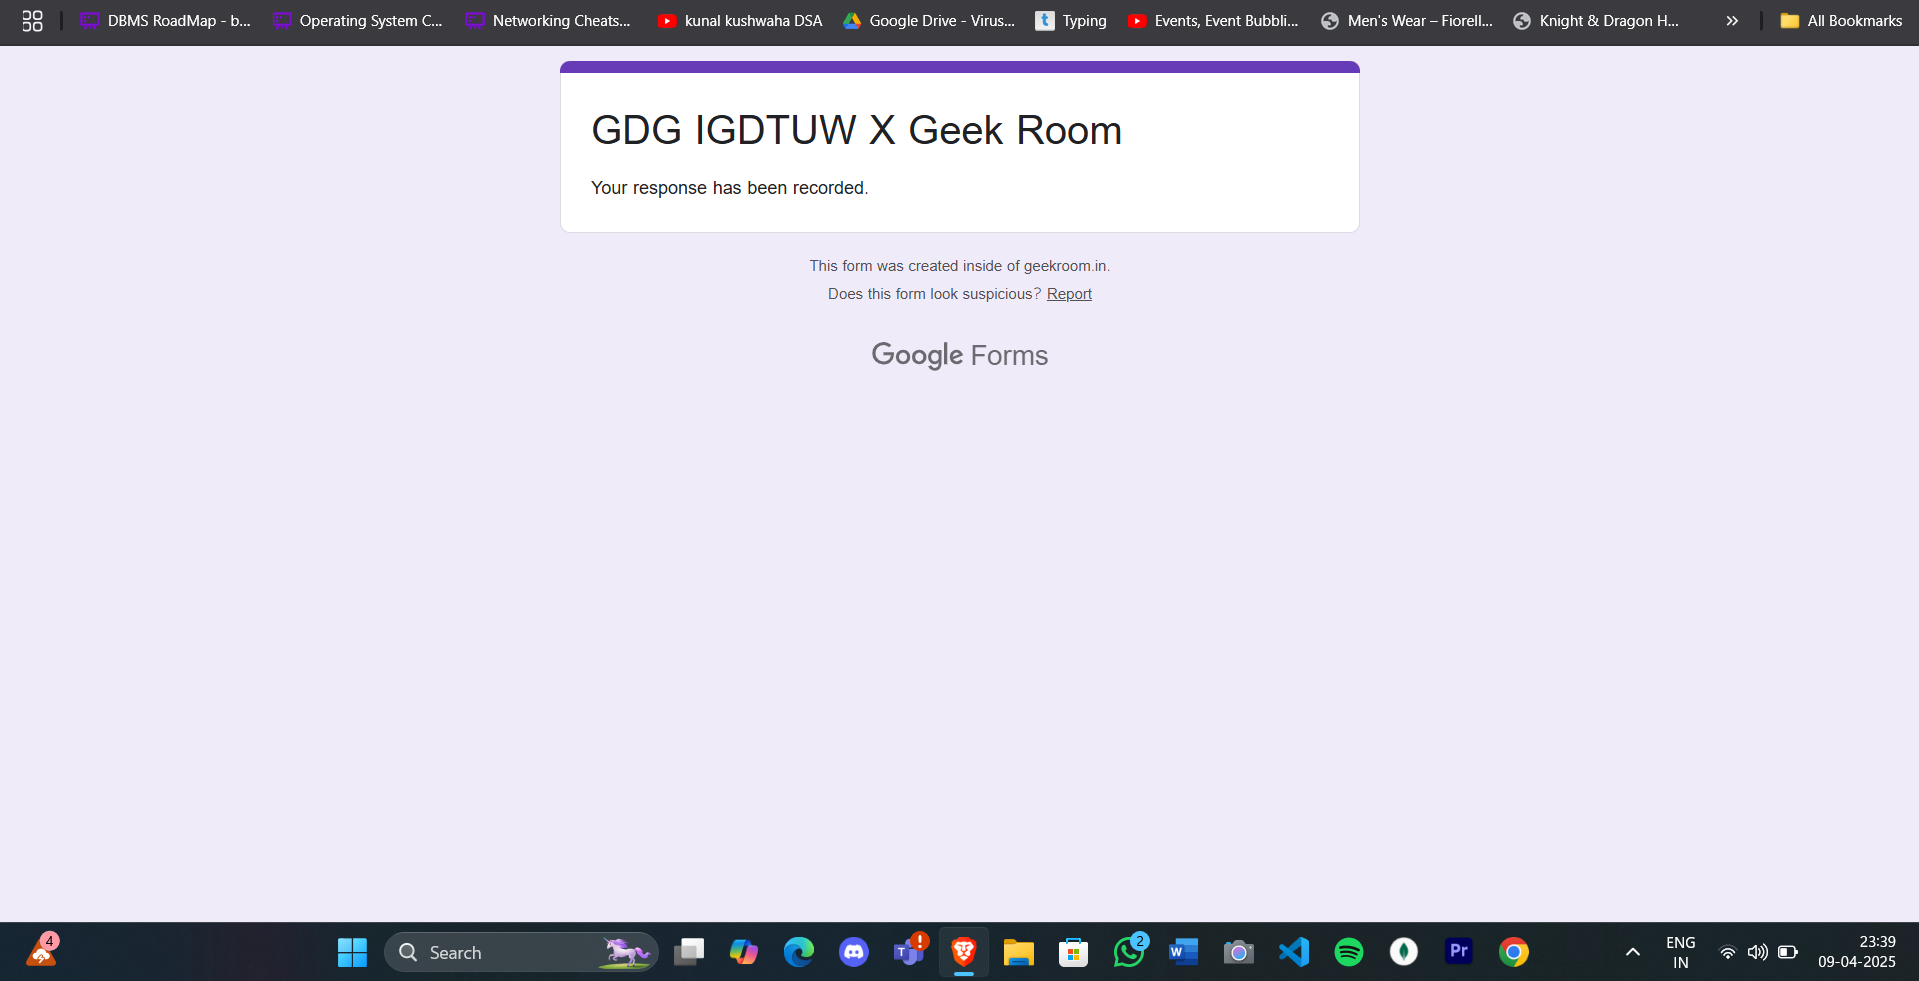 DBMS RoadMap - b...
Operating System C...
Networking Cheats...
kunal kushwaha DSA
Google Drive - Virus...
t Typing
Events, Event Bubbli...
Men's Wear – Fiorell...
Knight & Dragon H...
»
All Bookmarks
GDG IGDTUW X Geek Room
Your response has been recorded.
This form was created inside of geekroom.in.
Does this form look suspicious? Report
Google Forms
4
Search
T
!
2
W
Pr
ENG
IN
23:39
09-04-2025